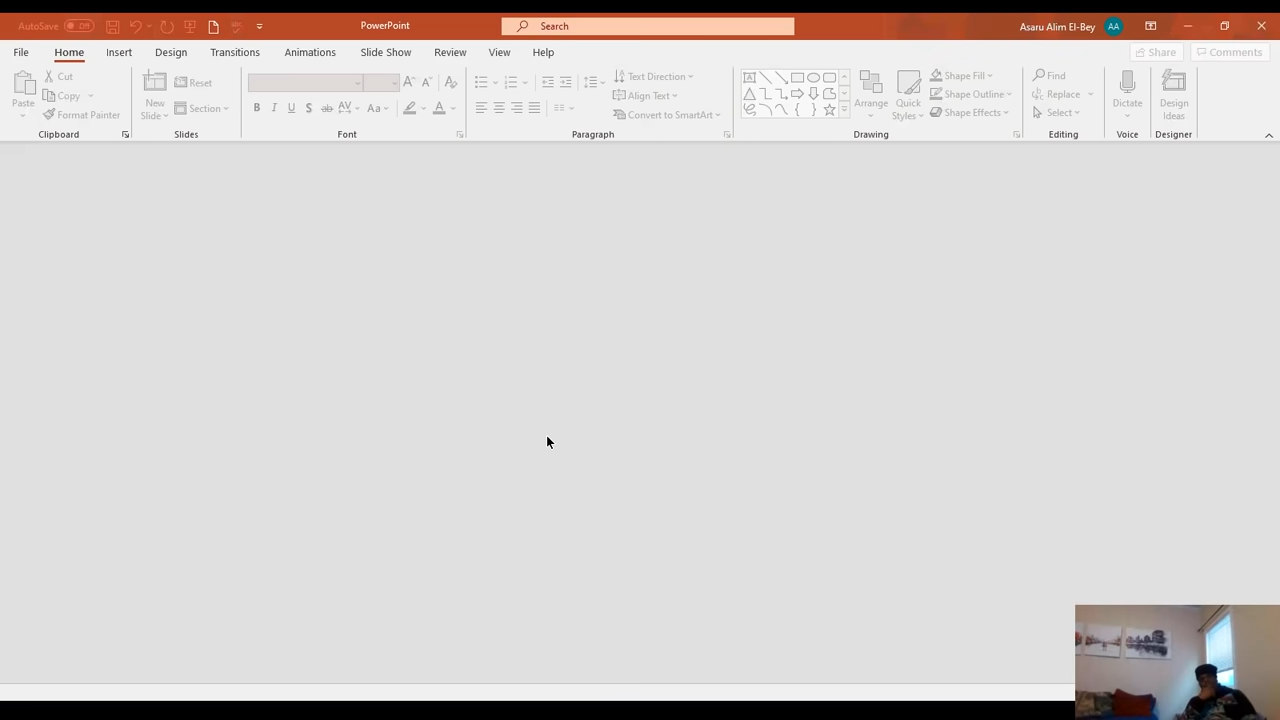 AutoSave Off PowerPoint Search Asaru Alim El-Bey AA
File Home Insert Design Transitions Animations Slide Show Review View Help Share Comments
Paste Cut Copy Format Painter Clipboard
New Slide Reset Section Slides
B I U S ab AV Aa A Font
Text Direction Align Text Convert to SmartArt Paragraph
Arrange Quick Styles Shape Fill Shape Outline Shape Effects Drawing
Find Replace Select Editing
Dictate Voice
Design Ideas Designer